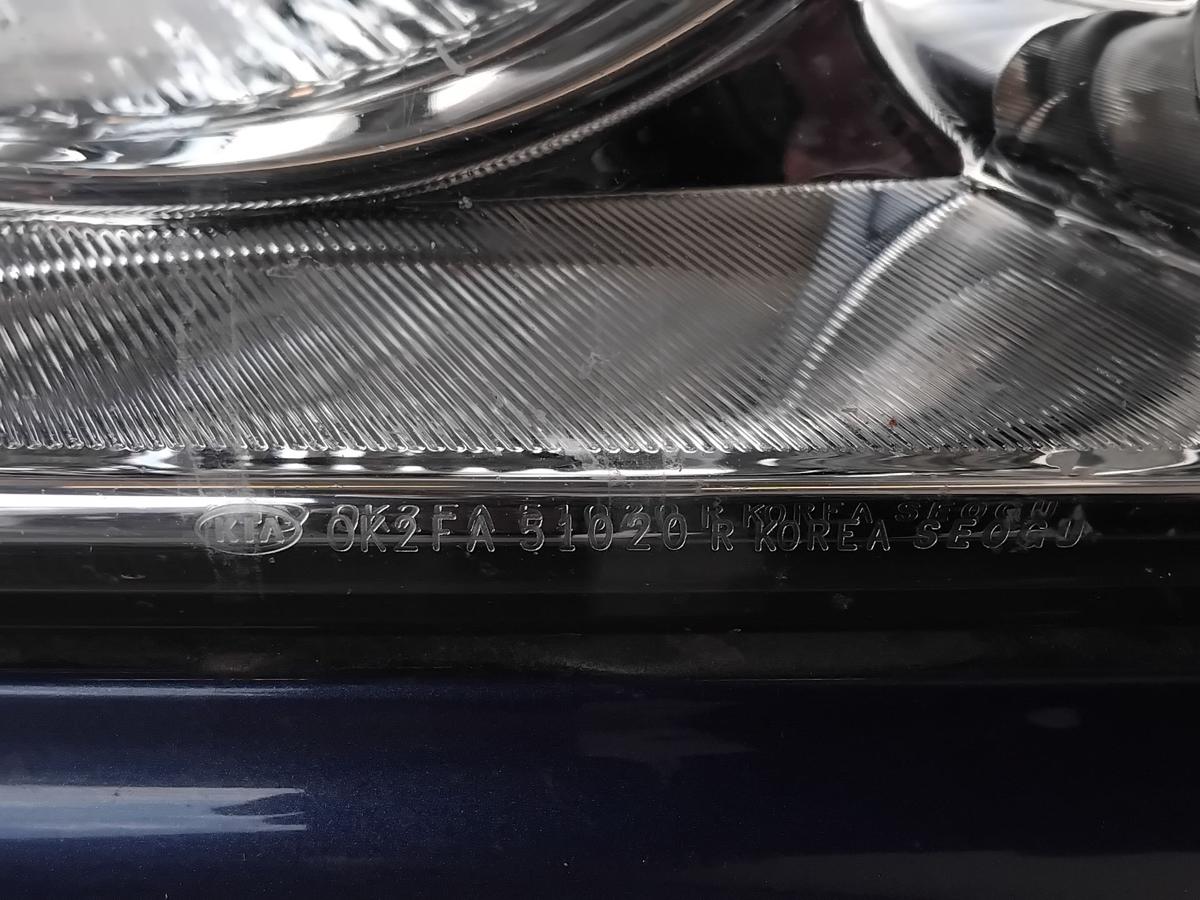 KIA 0K2FA 51020 R KOREA SEOGU